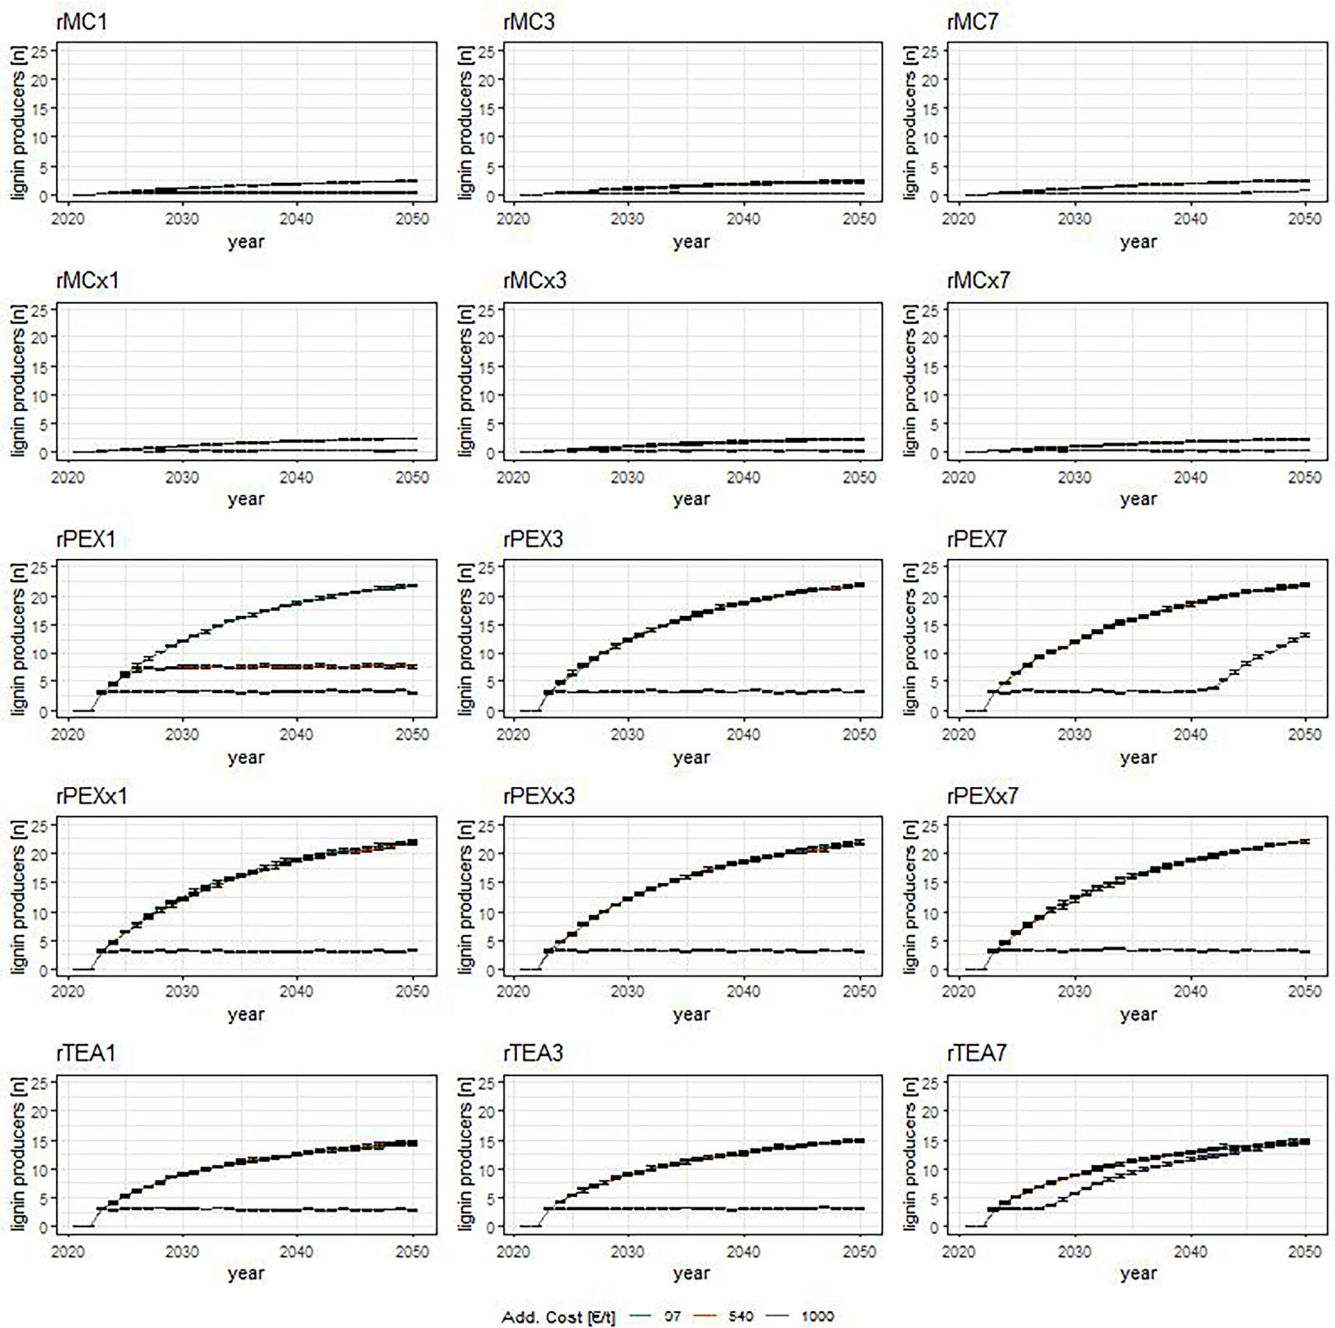 rMC1 rMC3 rMC7
lignin producers [n] lignin producers [n] lignin producers [n]
25 25 25
20 20 20
15 15 15
10 10 10
5 5 5
0 0 0
2020 2030 2040 2050 2020 2030 2040 2050 2020 2030 2040 2050
year year year
rMCx1 rMCx3 rMCx7
lignin producers [n] lignin producers [n] lignin producers [n]
25 25 25
20 20 20
15 15 15
10 10 10
5 5 5
0 0 0
2020 2030 2040 2050 2020 2030 2040 2050 2020 2030 2040 2050
year year year
rPEX1 rPEX3 rPEX7
lignin producers [n] lignin producers [n] lignin producers [n]
25 25 25
20 20 20
15 15 15
10 10 10
5 5 5
0 0 0
2020 2030 2040 2050 2020 2030 2040 2050 2020 2030 2040 2050
year year year
rPEXx1 rPEXx3 rPEXx7
lignin producers [n] lignin producers [n] lignin producers [n]
25 25 25
20 20 20
15 15 15
10 10 10
5 5 5
0 0 0
2020 2030 2040 2050 2020 2030 2040 2050 2020 2030 2040 2050
year year year
rTEA1 rTEA3 rTEA7
lignin producers [n] lignin producers [n] lignin producers [n]
25 25 25
20 20 20
15 15 15
10 10 10
5 5 5
0 0 0
2020 2030 2040 2050 2020 2030 2040 2050 2020 2030 2040 2050
year year year
Add. Cost [€/t] 97 540 1000